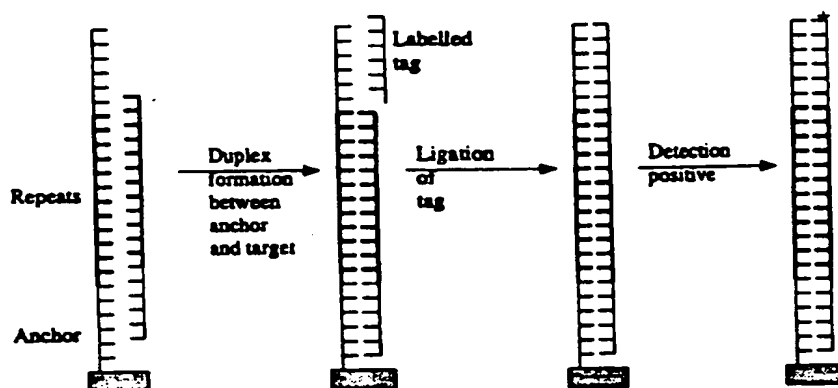 Labelled
tag
Duplex
formation
between
anchor
and target
Ligation
of
tag
Detection
positive
Repeats
Anchor